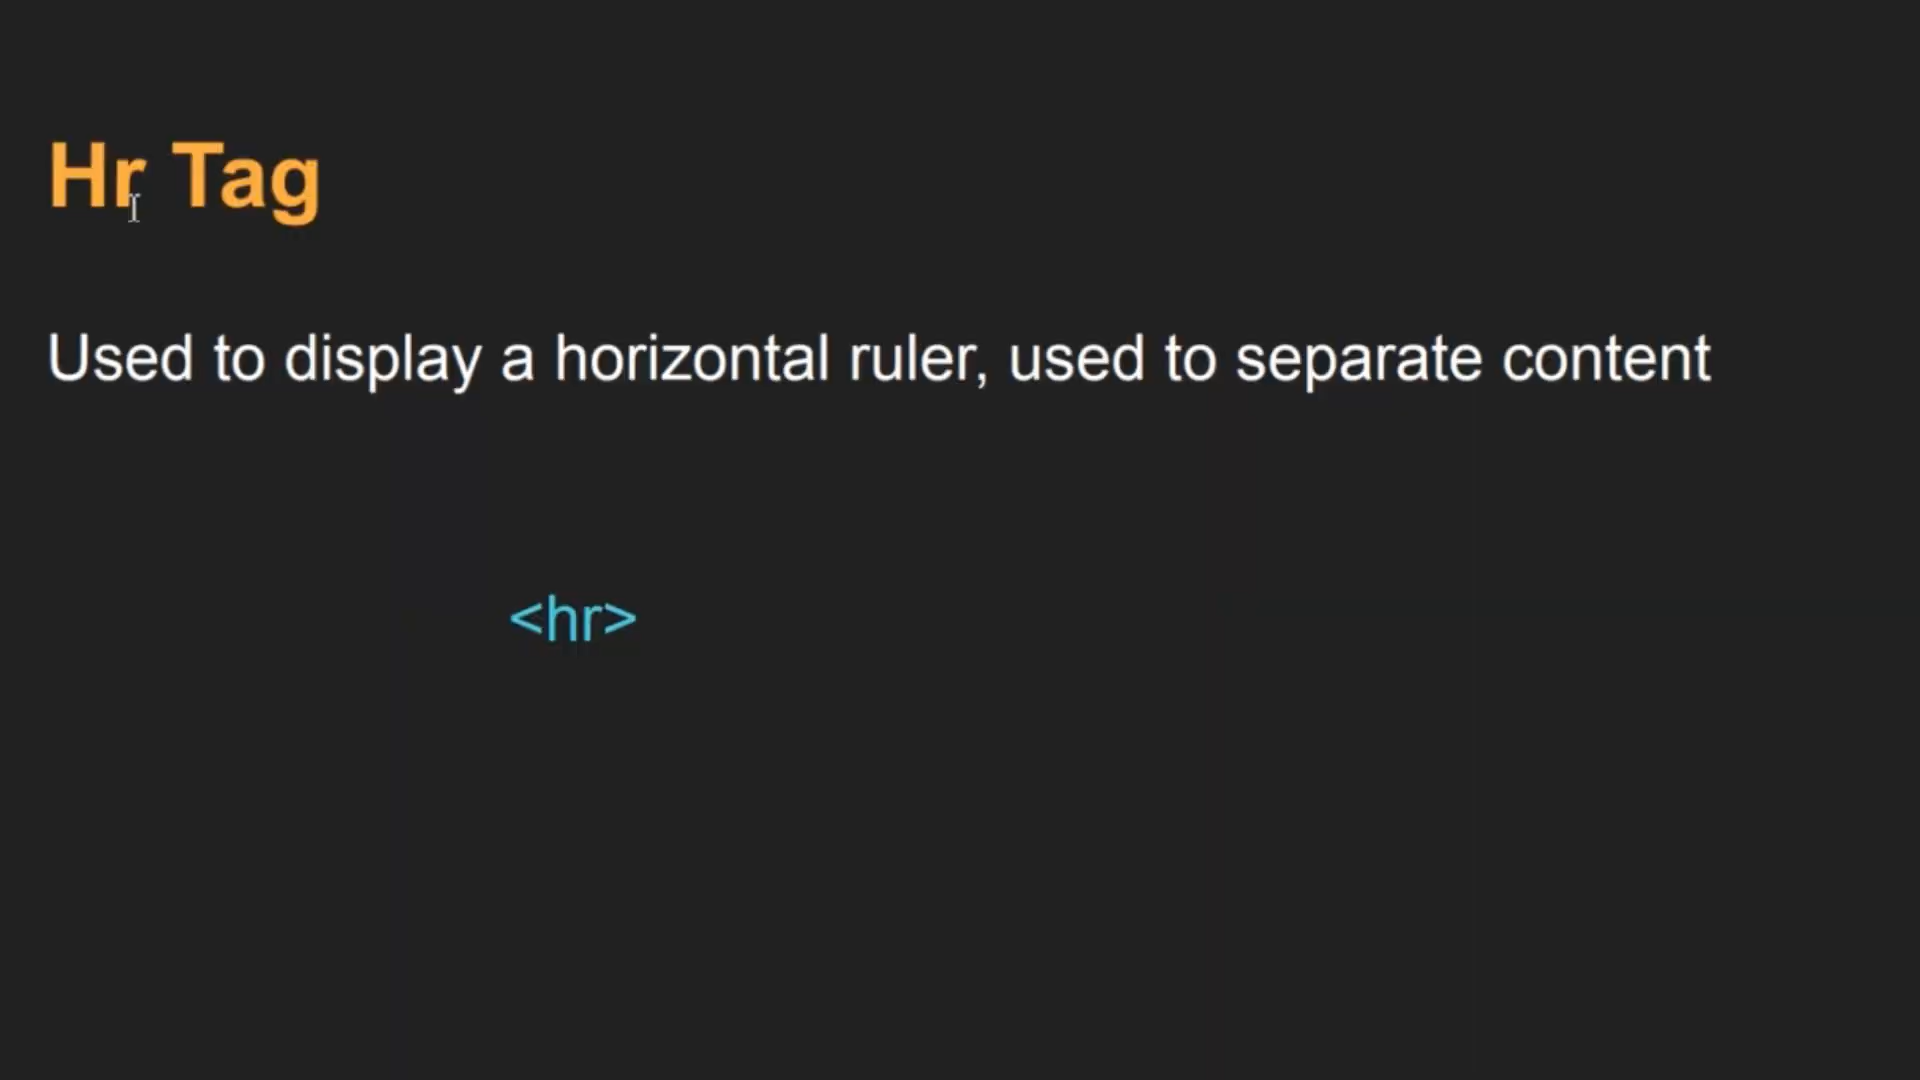 Hr Tag
Used to display a horizontal ruler, used to separate content
<hr>